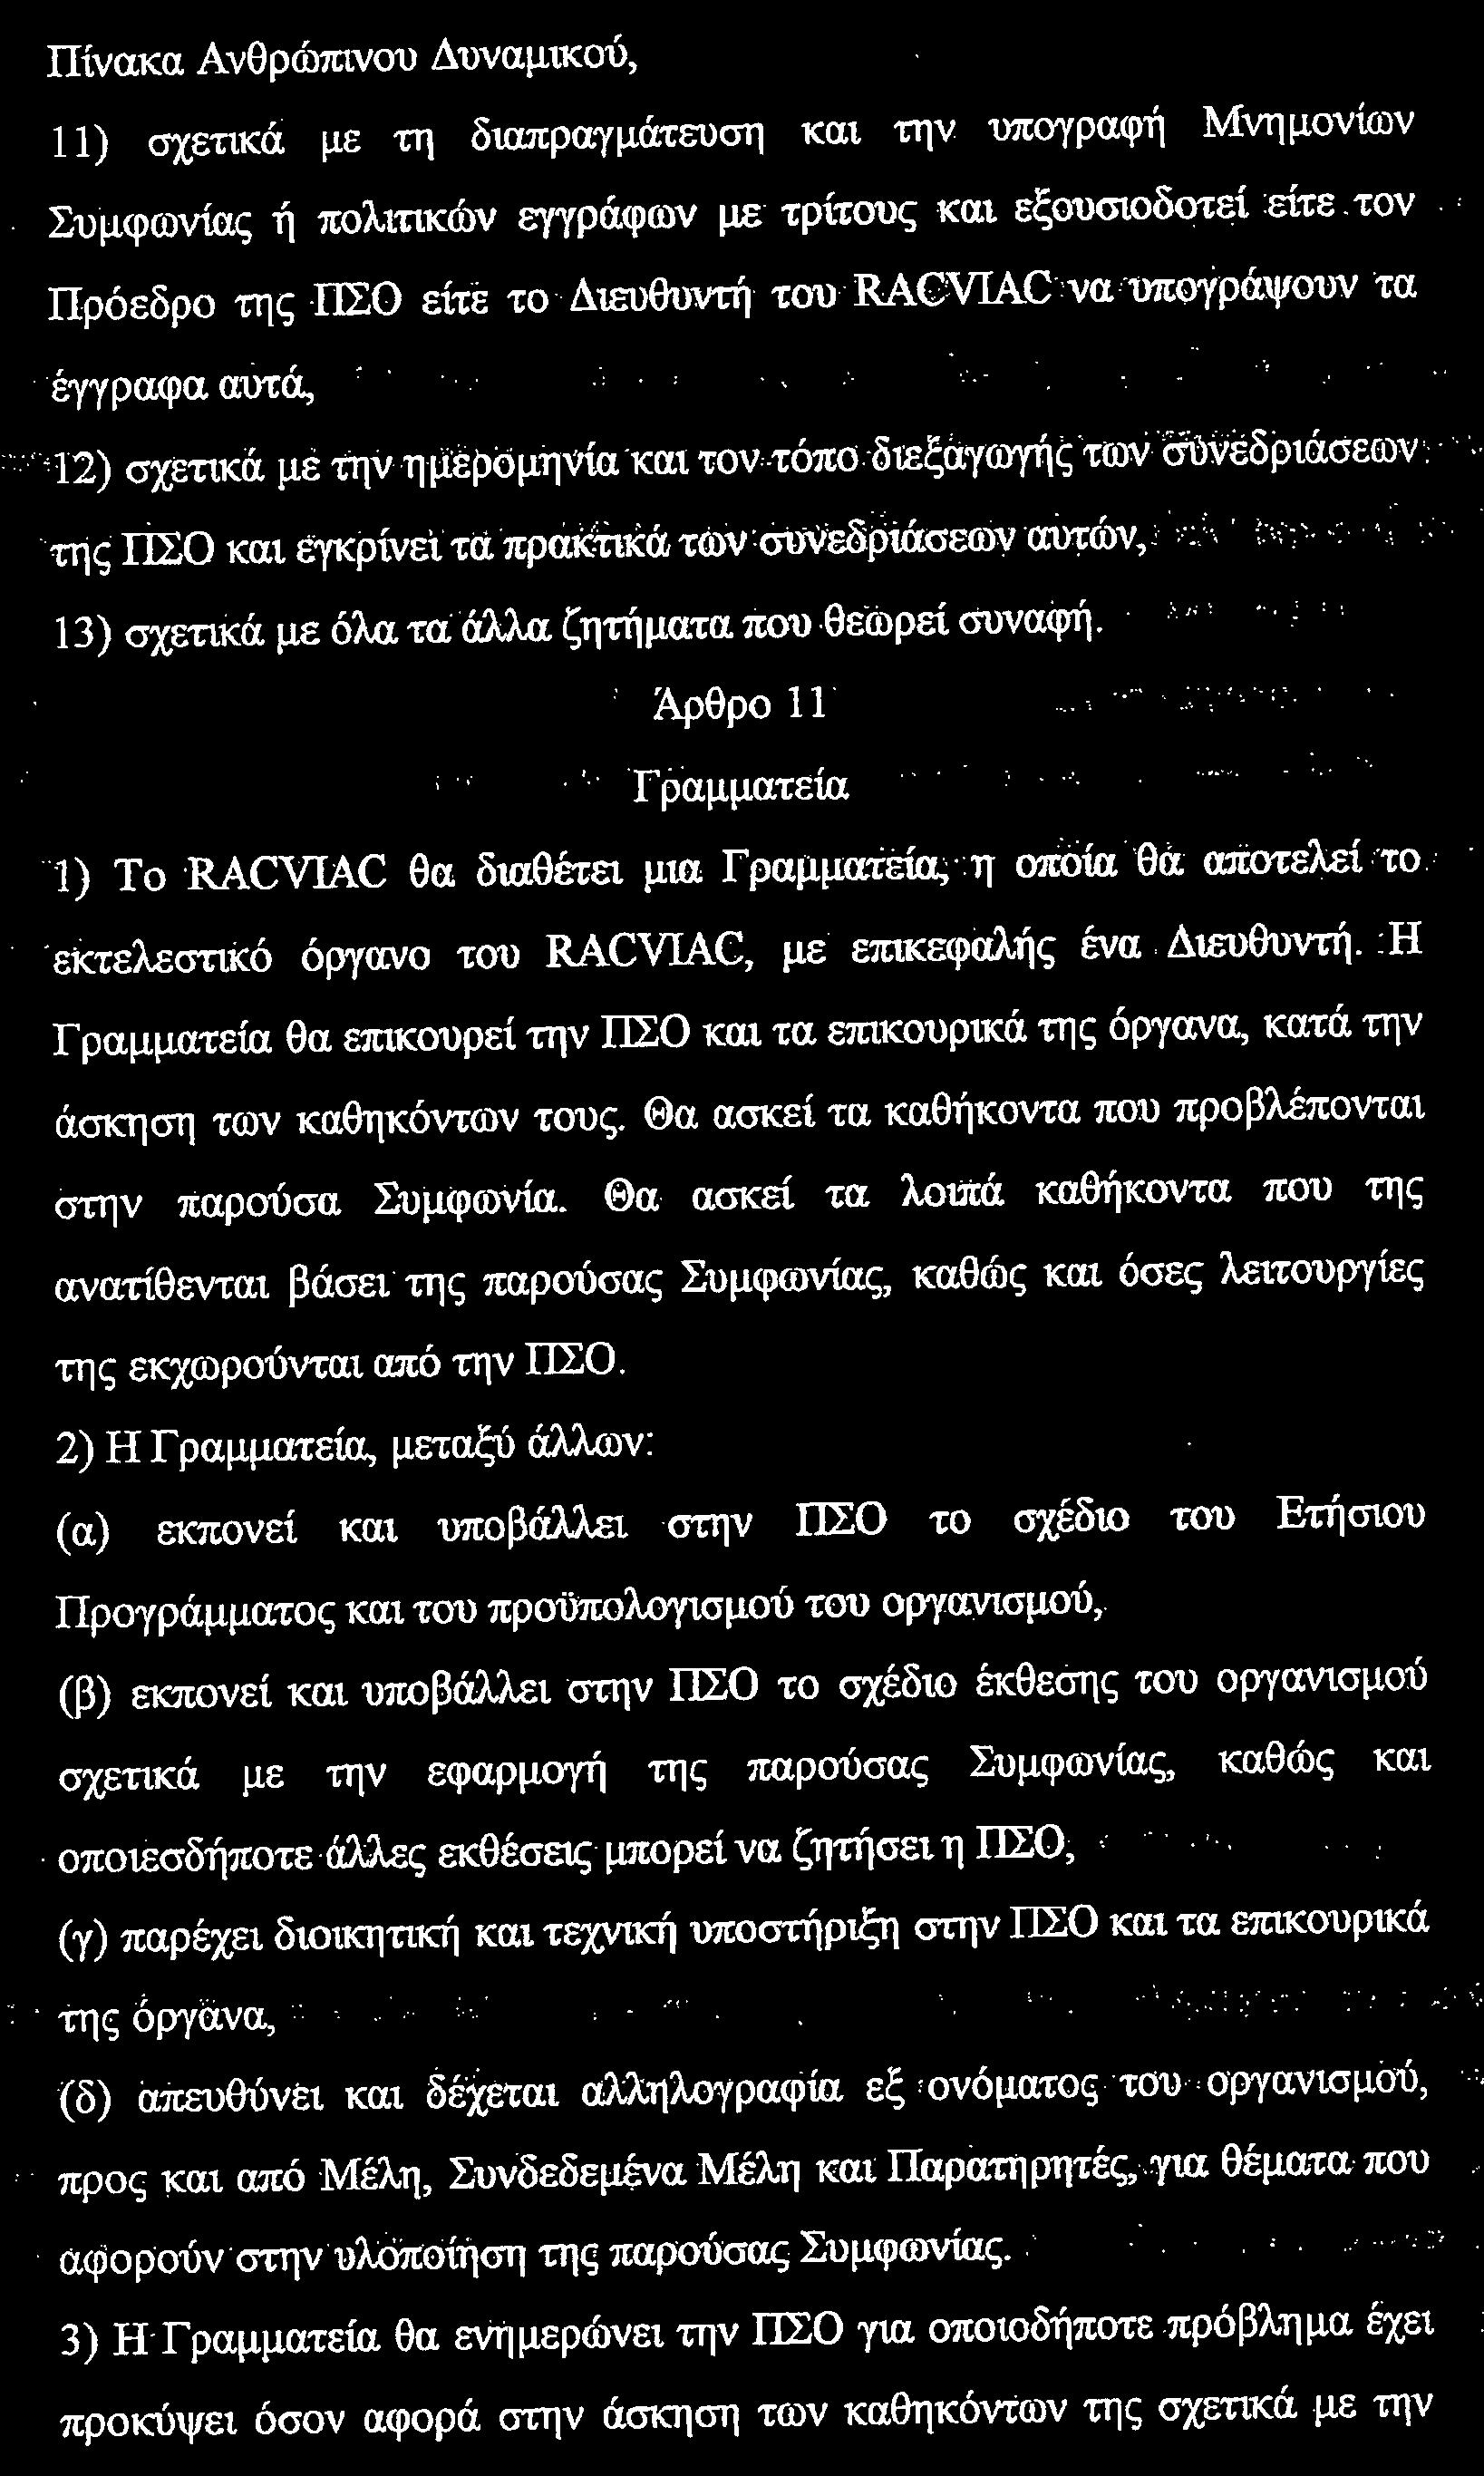 Πίνακα Ανθρώπινου Δυναμικού,
11) σχετικά με τη διαπραγμάτευση και την υπογραφή Μνημονίων
Συμφωνίας ή πολιτικών εγγράφων με τρίτους και εξουσιοδοτεί είτε τον
Πρόεδρο της ΠΣΟ είτε το Διευθυντή του RACVIAC να υπογράψουν τα
έγγραφα αυτά,
12) σχετικά με την ημερομηνία και τον τόπο διεξαγωγής των συνεδριάσεων
της ΠΣΟ και εγκρίνει τα πρακτικά των συνεδριάσεων αυτών,
13) σχετικά με όλα τα άλλα ζητήματα που θεωρεί συναφή.
Άρθρο 11
Γραμματεία
1) Το RACVIAC θα διαθέτει μια Γραμματεία, η οποία θα αποτελεί το
εκτελεστικό όργανο του RACVIAC, με επικεφαλής ένα Διευθυντή. Η
Γραμματεία θα επικουρεί την ΠΣΟ και τα επικουρικά της όργανα, κατά την
άσκηση των καθηκόντων τους. Θα ασκεί τα καθήκοντα που προβλέπονται
στην παρούσα Συμφωνία. Θα ασκεί τα λοιπά καθήκοντα που της
ανατίθενται βάσει της παρούσας Συμφωνίας, καθώς και όσες λειτουργίες
της εκχωρούνται από την ΠΣΟ.
2) Η Γραμματεία, μεταξύ άλλων:
(α) εκπονεί και υποβάλλει στην ΠΣΟ το σχέδιο του Ετήσιου
Προγράμματος και του προϋπολογισμού του οργανισμού,
(β) εκπονεί και υποβάλλει στην ΠΣΟ το σχέδιο έκθεσης του οργανισμού
σχετικά με την εφαρμογή της παρούσας Συμφωνίας, καθώς και
οποιεσδήποτε άλλες εκθέσεις μπορεί να ζητήσει η ΠΣΟ,
(γ) παρέχει διοικητική και τεχνική υποστήριξη στην ΠΣΟ και τα επικουρικά
της όργανα,
(δ) απευθύνει και δέχεται αλληλογραφία εξ ονόματος του οργανισμού,
προς και από Μέλη, Συνδεδεμένα Μέλη και Παρατηρητές, για θέματα που
αφορούν στην υλοποίηση της παρούσας Συμφωνίας.
3) Η Γραμματεία θα ενημερώνει την ΠΣΟ για οποιοδήποτε πρόβλημα έχει
προκύψει όσον αφορά στην άσκηση των καθηκόντων της σχετικά με την